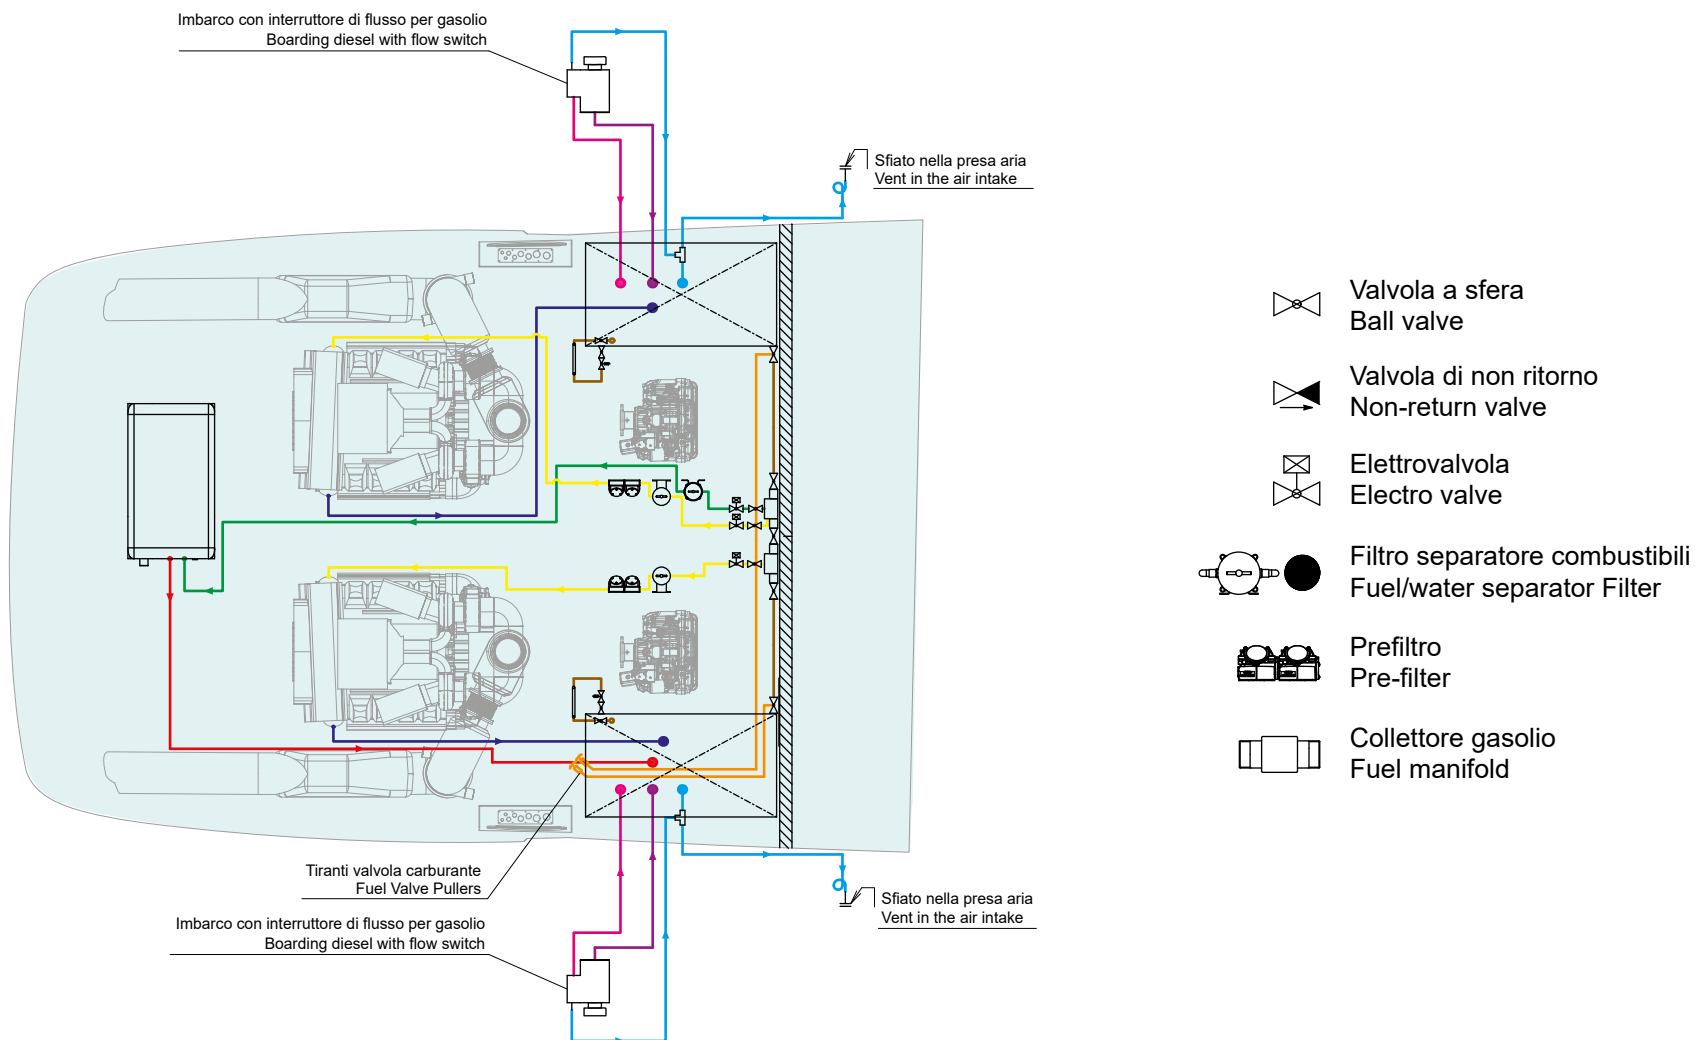 Imbarco con interruttore di flusso per gasolio
Boarding diesel with flow switch
Sfiato nella presa aria
Vent in the air intake
Valvola a sfera
Ball valve
Valvola di non ritorno
Non-return valve
Elettrovalvola
Electro valve
Filtro separatore combustibili
Fuel/water separator Filter
Prefiltro
Pre-filter
Collettore gasolio
Fuel manifold
Tiranti valvola carburante
Fuel Valve Pullers
Sfiato nella presa aria
Vent in the air intake
Imbarco con interruttore di flusso per gasolio
Boarding diesel with flow switch